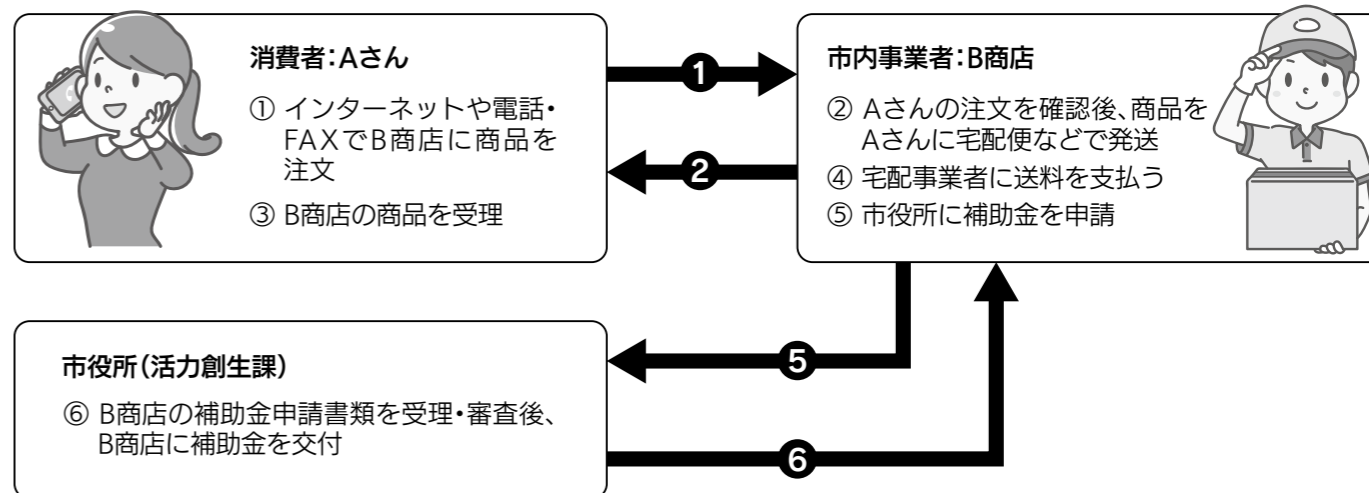 消費者：Aさん
① インターネットや電話・
FAXでB商店に商品を
注文
③ B商店の商品を受理
1
2
市内事業者：B商店
② Aさんの注文を確認後、商品を
Aさんに宅配便などで発送
④ 宅配事業者に送料を支払う
⑤ 市役所に補助金を申請
市役所（活力創生課）
⑥ B商店の補助金申請書類を受理・審査後、
B商店に補助金を交付
5
6